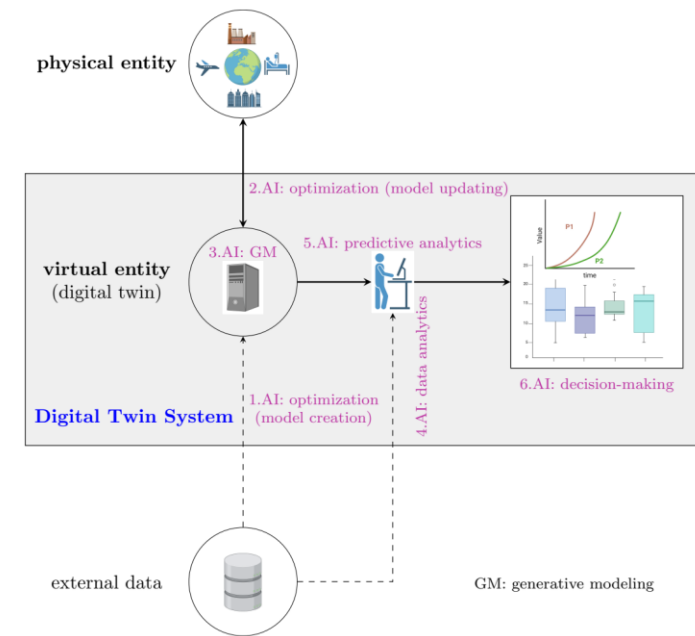 physical entity
2.AI: optimization (model updating)
3.AI: GM
5.AI: predictive analytics
virtual entity
(digital twin)
Value
P1
P2
time
4.AI: data analytics
6.AI: decision-making
1.AI: optimization
(model creation)
Digital Twin System
external data
GM: generative modeling